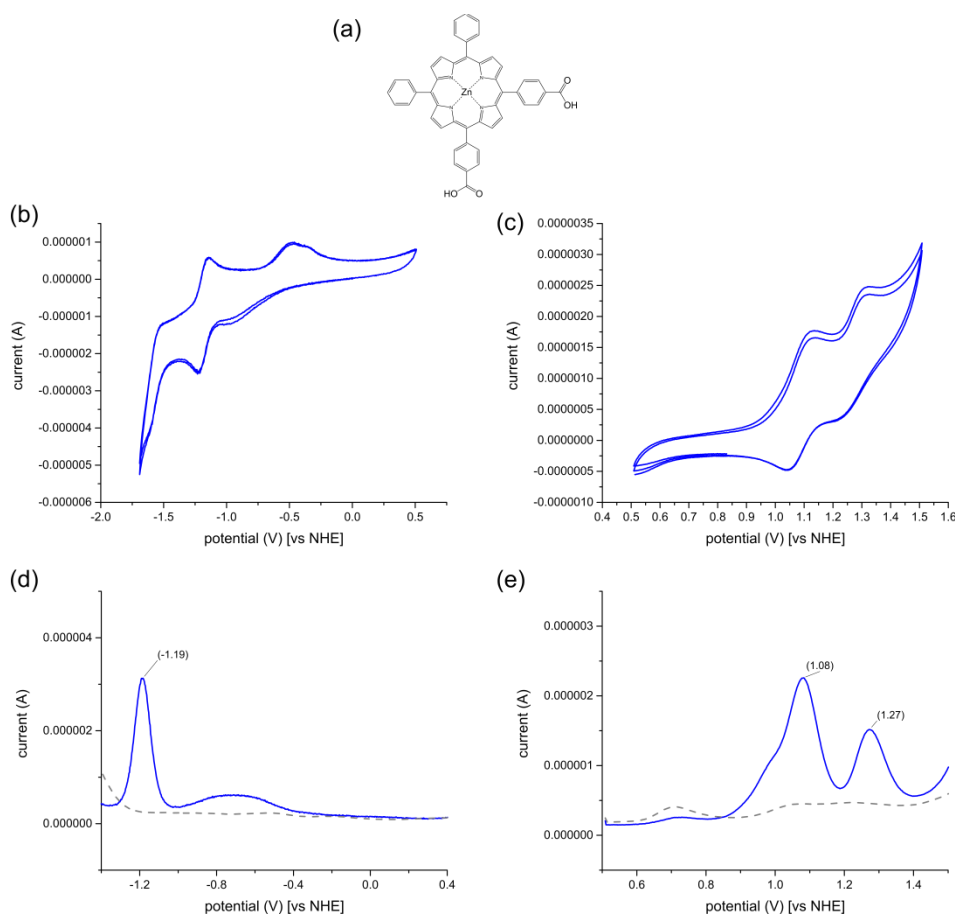 (a)
Zn
O
OH
HO
O
(b)
0.000001
0.000000
-0.000001
-0.000002
-0.000003
-0.000004
-0.000005
-0.000006
current (A)
-2.0 -1.5 -1.0 -0.5 0.0 0.5
potential (V) [vs NHE]
(c)
0.0000035
0.0000030
0.0000025
0.0000020
0.0000015
0.0000010
0.0000005
0.0000000
-0.0000005
-0.0000010
current (A)
0.4 0.5 0.6 0.7 0.8 0.9 1.0 1.1 1.2 1.3 1.4 1.5 1.6
potential (V) [vs NHE]
(d)
0.000004
0.000002
0.000000
current (A)
(-1.19)
-1.2 -0.8 -0.4 0.0 0.4
potential (V) [vs NHE]
(e)
0.000003
0.000002
0.000001
0.000000
current (A)
(1.08)
(1.27)
0.6 0.8 1.0 1.2 1.4
potential (V) [vs NHE]